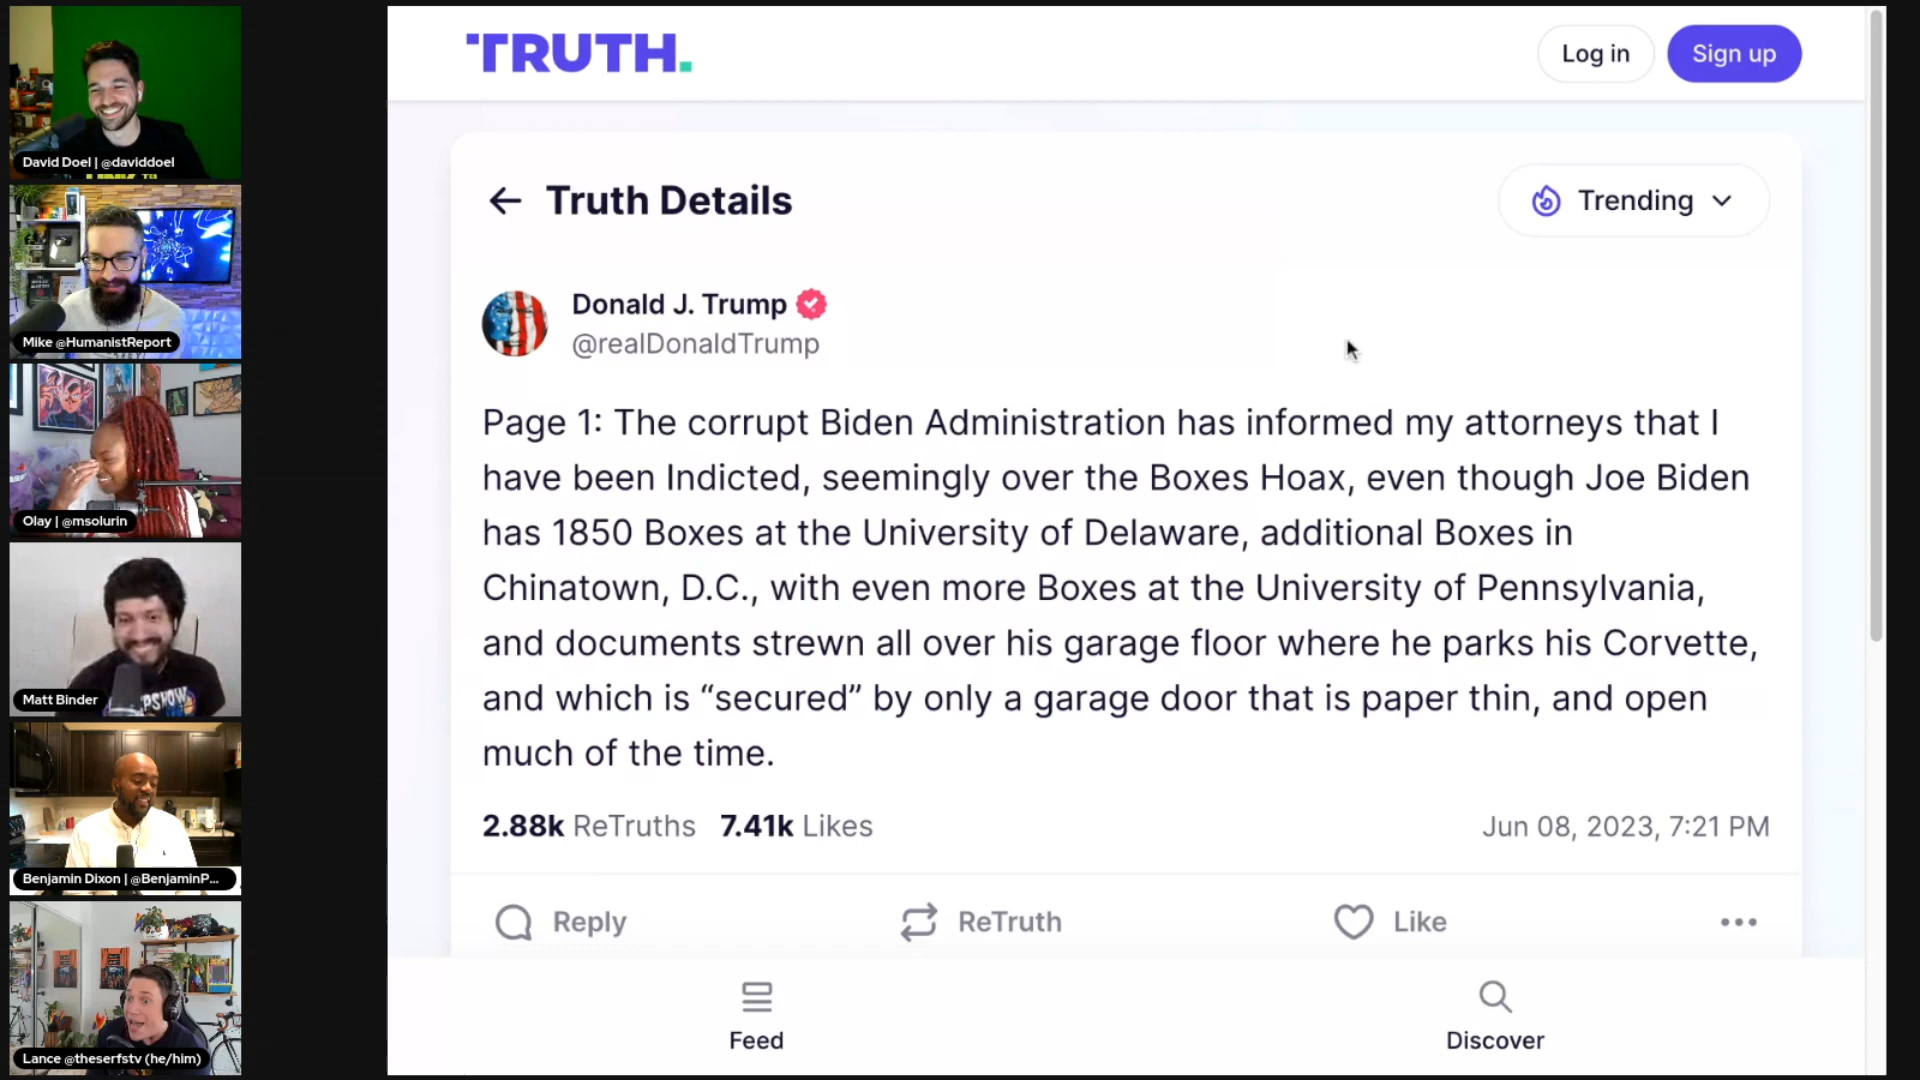 TRUTH.
Log in
Sign up
Truth Details
Trending
Donald J. Trump
@realDonaldTrump
Page 1: The corrupt Biden Administration has informed my attorneys that I
have been Indicted, seemingly over the Boxes Hoax, even though Joe Biden
has 1850 Boxes at the University of Delaware, additional Boxes in
Chinatown, D.C., with even more Boxes at the University of Pennsylvania,
and documents strewn all over his garage floor where he parks his Corvette,
and which is “secured” by only a garage door that is paper thin, and open
much of the time.
2.88k ReTruths 7.41k Likes
Jun 08, 2023, 7:21 PM
Reply
ReTruth
Like
Feed
Discover
David Doel | @daviddoel
Mike @HumanistReport
Olay | @msolurin
Matt Binder
Benjamin Dixon | @BenjaminP...
Lance @theserfstv (he/him)